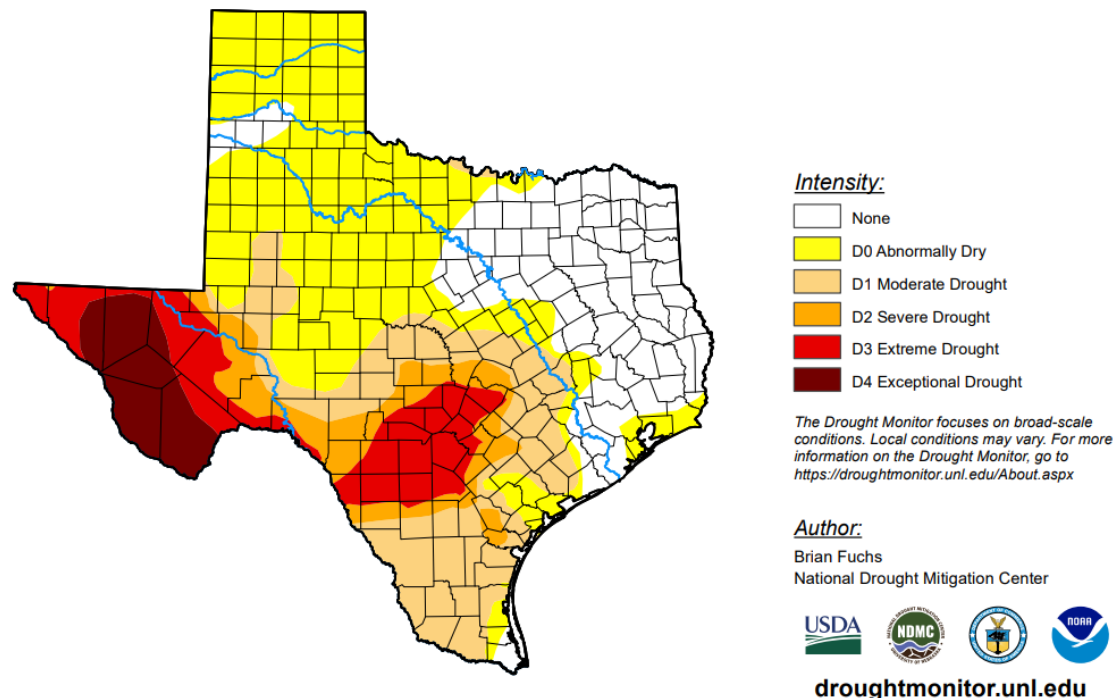 Intensity:
None
D0 Abnormally Dry
D1 Moderate Drought
D2 Severe Drought
D3 Extreme Drought
D4 Exceptional Drought
The Drought Monitor focuses on broad-scale
conditions. Local conditions may vary. For more
information on the Drought Monitor, go to
https://droughtmonitor.unl.edu/About.aspx
Author:
Brian Fuchs
National Drought Mitigation Center
USDA
NDMC
NOAA
droughtmonitor.unl.edu